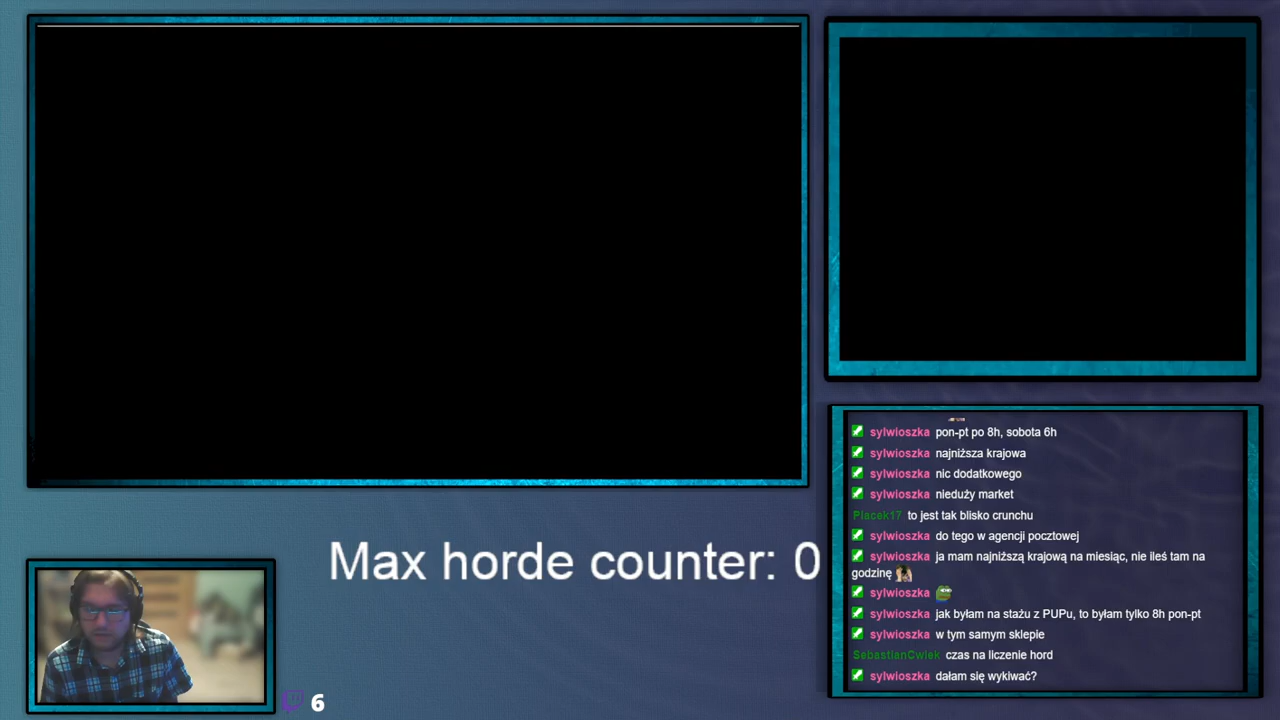 sylwioszka pon-pt po 8h, sobota 6h
sylwioszka najniższa krajowa
sylwioszka nic dodatkowego
sylwioszka nieduży market
Placek17 to jest tak blisko crunchu
sylwioszka do tego w agencji pocztowej
sylwioszka ja mam najniższą krajową na miesiąc, nie ileś tam na
godzinę
sylwioszka
sylwioszka jak byłam na stażu z PUPu, to byłam tylko 8h pon-pt
sylwioszka w tym samym sklepie
SebastianCwiek czas na liczenie hord
sylwioszka dałam się wykiwać?
Max horde counter: 0
6